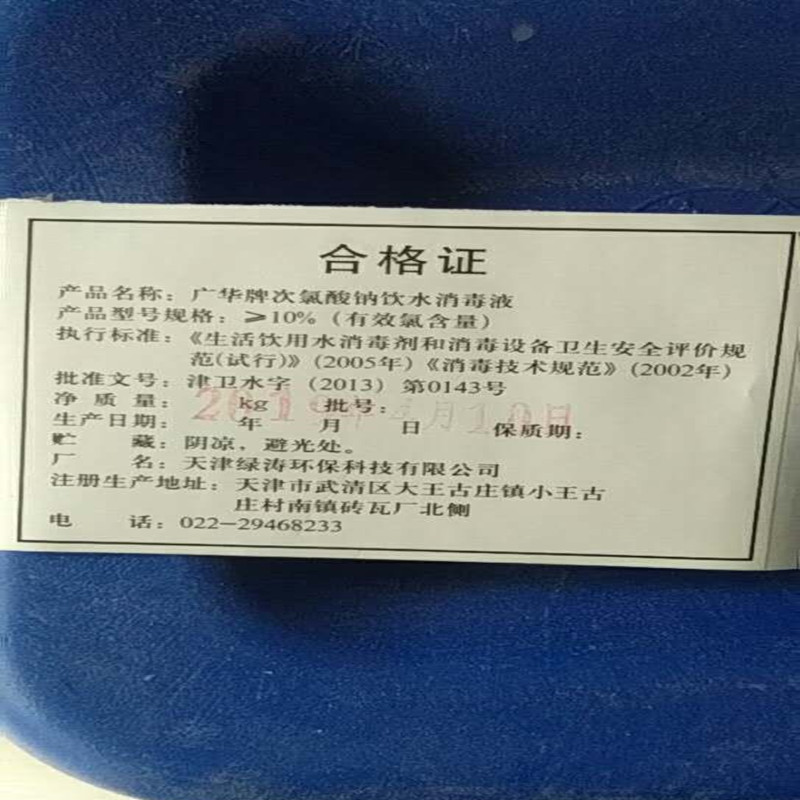 合格证
产品名称：广华牌次氯酸钠饮水消毒液
产品型号规格：≥10%（有效氯含量）
执行标准：《生活饮用水消毒剂和消毒设备卫生安全评价规
范(试行)》(2005年)《消毒技术规范》(2002年)
批准文号：津卫水字（2013）第0143号
净质量： kg 批号：
生产日期： 年 月 日 保质期：
贮藏：阴凉，避光处。
厂名：天津绿涛环保科技有限公司
注册生产地址：天津市武清区大王古庄镇小王古
庄村南镇砖瓦厂北侧
电话：022-29468233